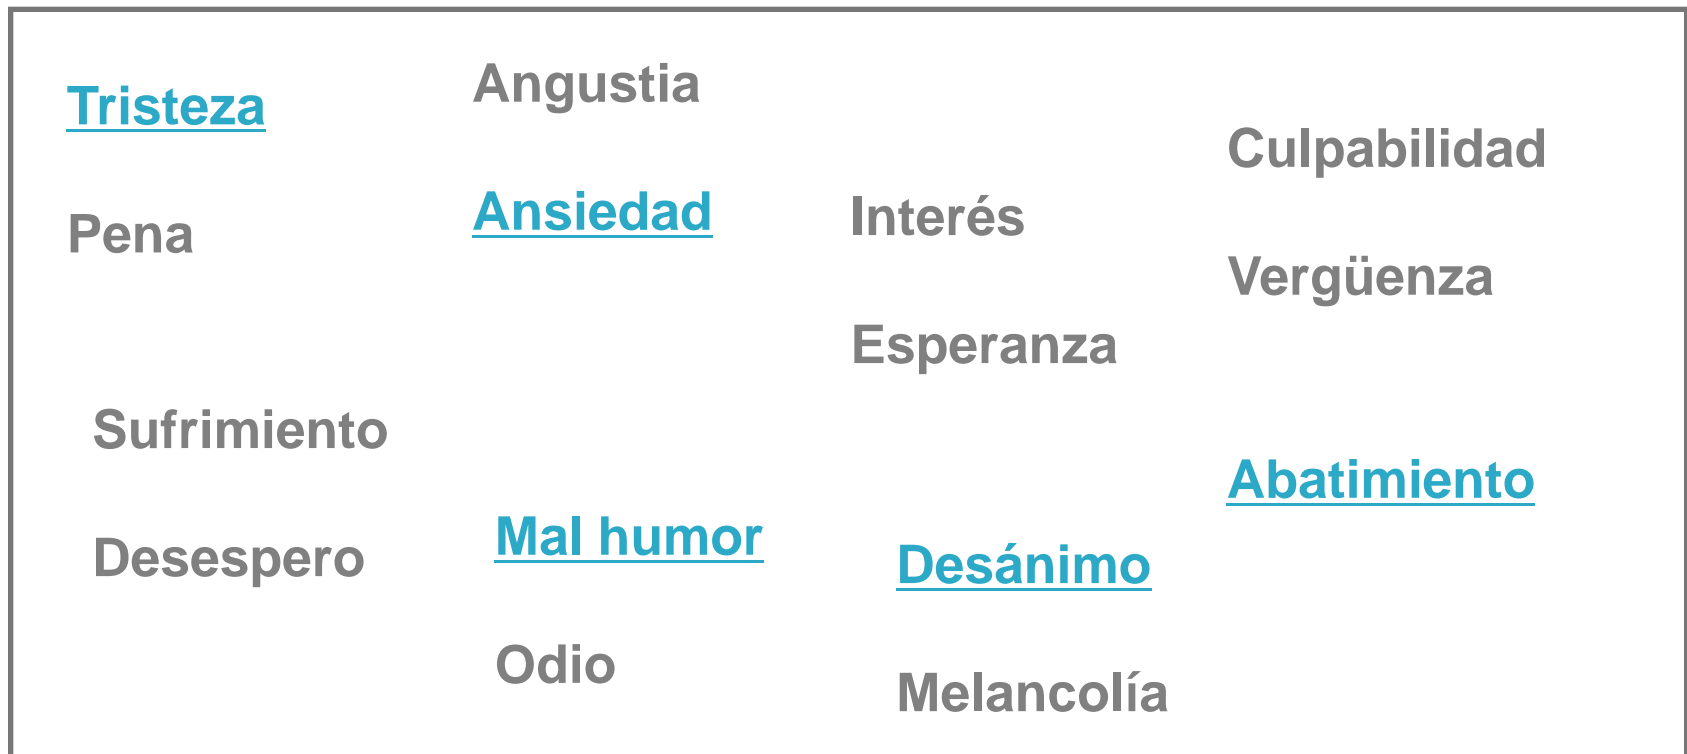 Tristeza
Pena
Angustia
Ansiedad
Interés
Esperanza
Culpabilidad
Vergüenza
Sufrimiento
Desespero
Mal humor
Odio
Desánimo
Melancolía
Abatimiento